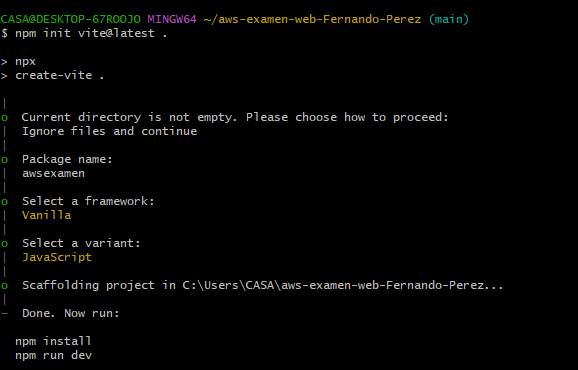 CASA@DESKTOP-67ROOJO MINGW64 ~/aws-examen-web-Fernando-Perez (main)
$ npm init vite@latest .
> npx
> create-vite .
|
o  Current directory is not empty. Please choose how to proceed:
|  Ignore files and continue
|
o  Package name:
|  awsexamen
|
o  Select a framework:
|  Vanilla
|
o  Select a variant:
|  JavaScript
|
o  Scaffolding project in C:\Users\CASA\aws-examen-web-Fernando-Perez...
|
—  Done. Now run:
npm install
npm run dev